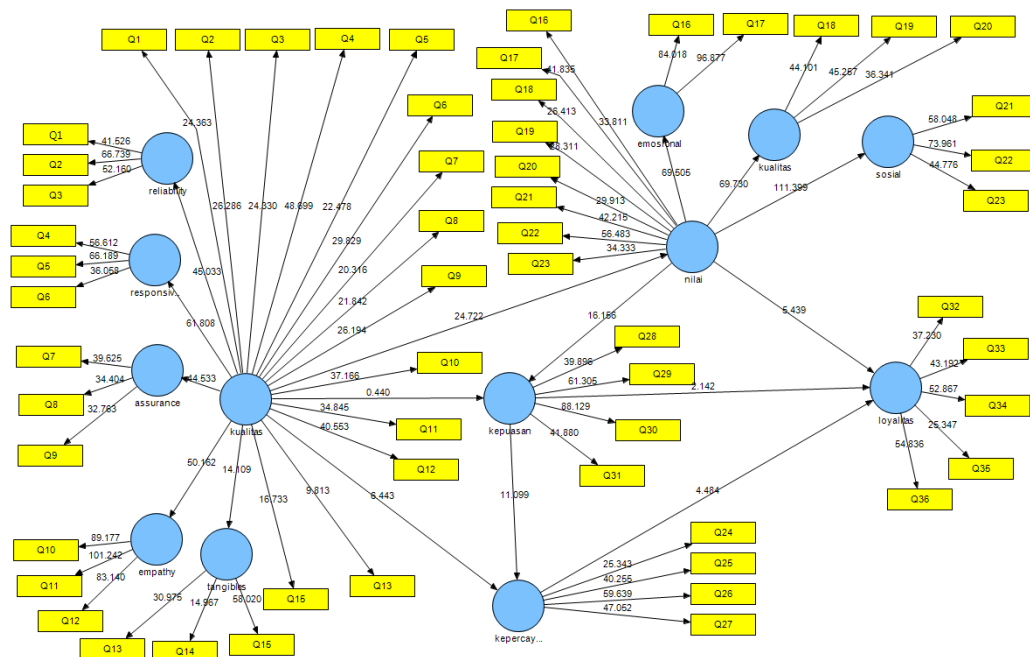 Q1
Q2
Q3
Q4
Q5
Q16
Q16
Q17
Q18
Q19
Q20
Q17
Q18
Q19
Q20
Q21
Q22
Q23
41.835
26.413
38.311
29.913
42.215
56.483
34.333
33.811
84.018
96.877
emosional
69.505
44.101
45.257
36.341
kualitas
69.730
111.399
sosial
58.048
73.961
44.776
Q21
Q22
Q23
nilai
Q6
Q7
Q8
Q9
24.363
26.286
24.330
48.699
22.478
29.829
20.316
21.842
26.194
Q1
Q2
Q3
41.526
66.739
52.160
reliability
45.033
Q4
Q5
Q6
56.612
66.189
36.058
responsiv...
61.808
Q7
Q8
Q9
39.625
34.404
32.763
assurance
44.533
kualitas
24.722
37.166
Q10
0.440
34.845
Q11
40.553
Q12
16.156
5.439
39.896
Q28
61.305
Q29
2.142
88.129
Q30
41.880
Q31
kepuasan
37.230
Q32
43.192
Q33
52.867
Q34
25.347
Q35
54.836
Q36
loyalitas
50.162
14.109
16.733
9.813
6.443
11.099
4.484
Q10
Q11
Q12
89.177
101.242
83.140
empathy
tangibles
30.975
14.967
58.020
Q13
Q14
Q15
Q15
Q13
kepercay...
25.343
40.255
59.639
47.052
Q24
Q25
Q26
Q27